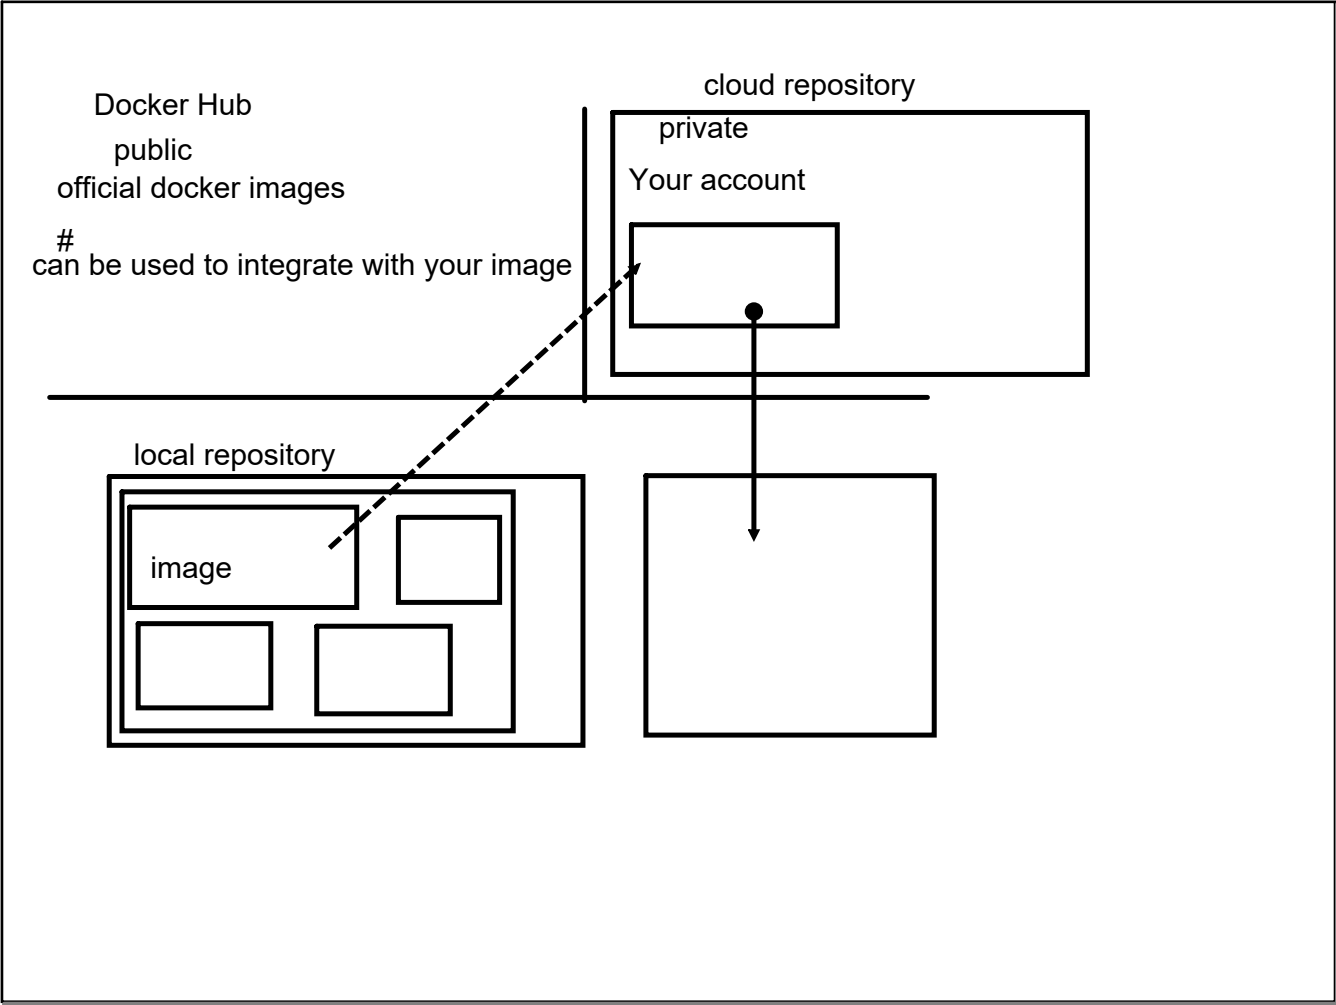 Docker Hub
public
official docker images
#
can be used to integrate with your image
cloud repository
private
Your account
local repository
image